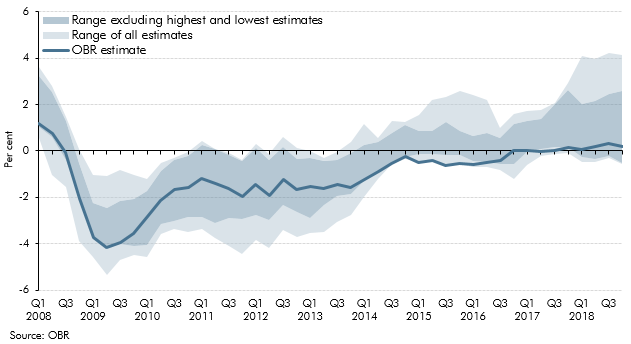 6
Range excluding highest and lowest estimates
Range of all estimates
OBR estimate
4
2
Per cent
0
-2
-4
-6
Q1 Q3 Q1 Q3 Q1 Q3 Q1 Q3 Q1 Q3 Q1 Q3 Q1 Q3 Q1 Q3 Q1 Q3 Q1 Q3 Q1 Q3
2008 2009 2010 2011 2012 2013 2014 2015 2016 2017 2018
Source: OBR